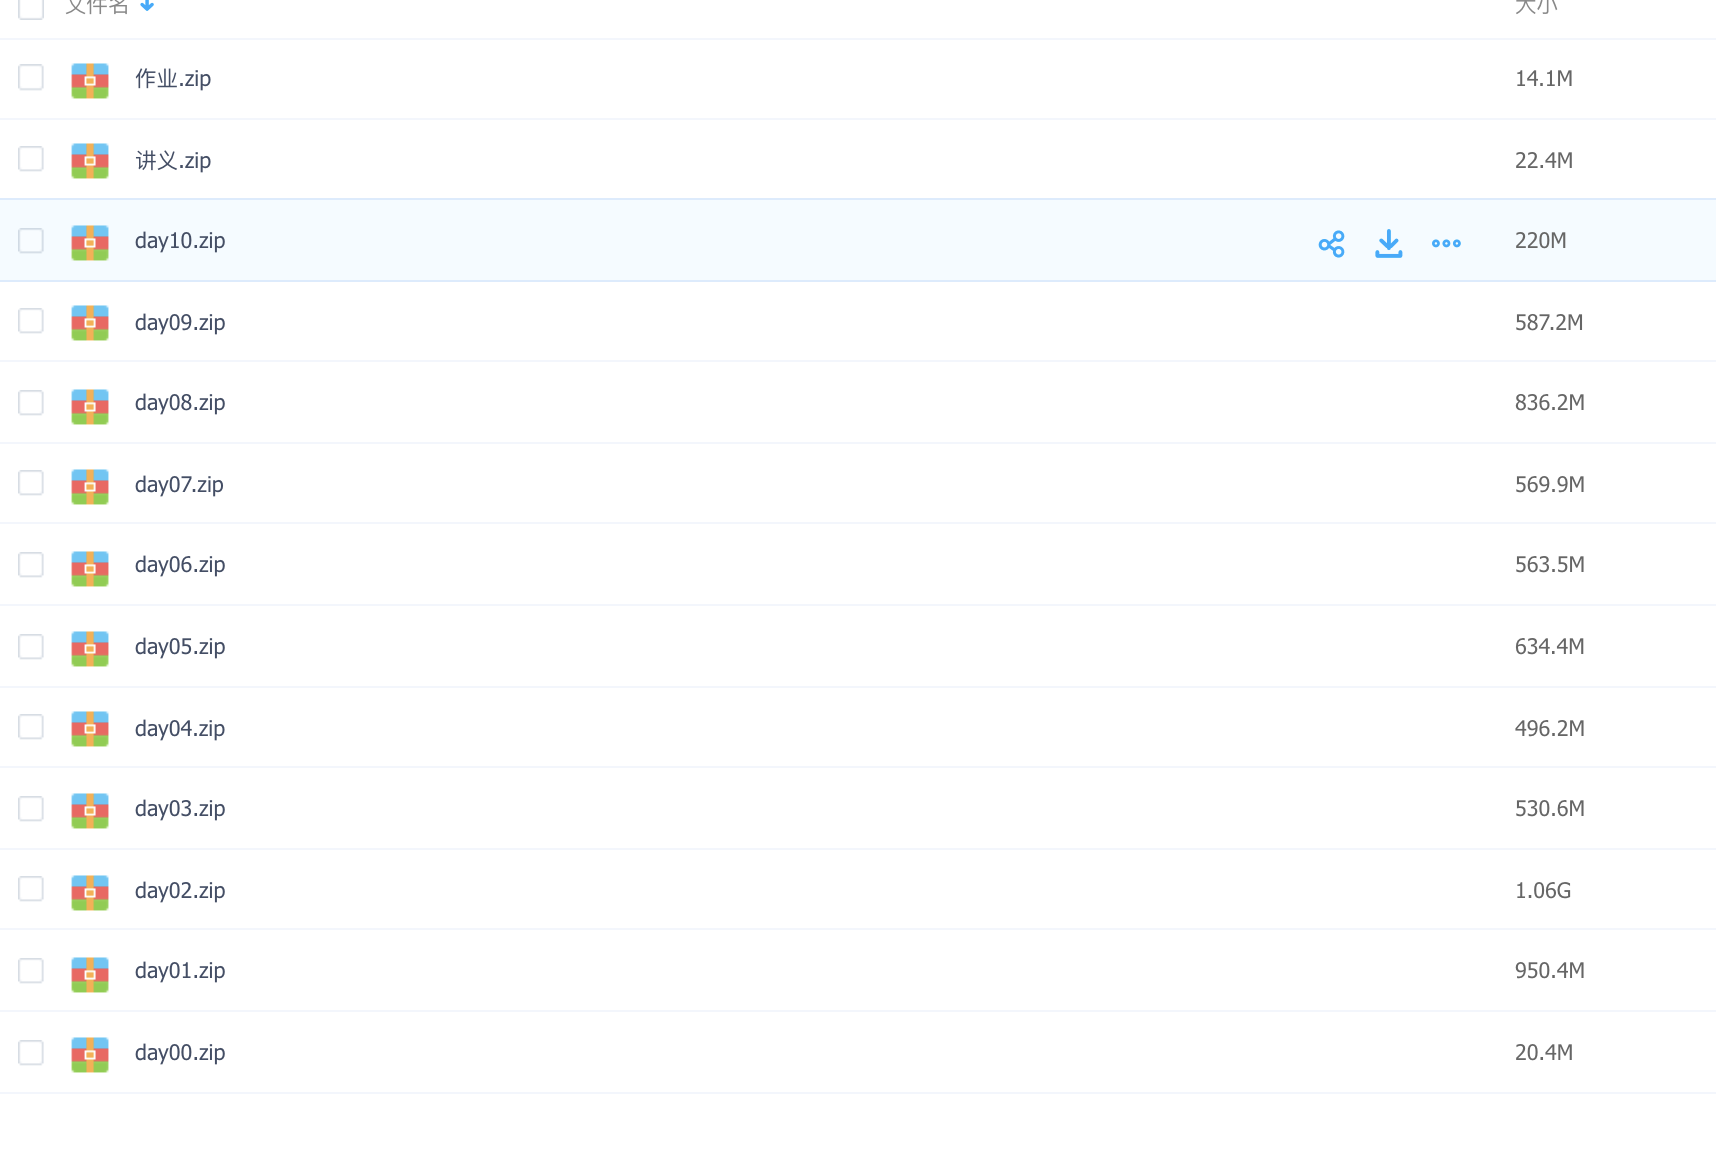 文件名 大小
作业.zip 14.1M
讲义.zip 22.4M
day10.zip 220M
day09.zip 587.2M
day08.zip 836.2M
day07.zip 569.9M
day06.zip 563.5M
day05.zip 634.4M
day04.zip 496.2M
day03.zip 530.6M
day02.zip 1.06G
day01.zip 950.4M
day00.zip 20.4M